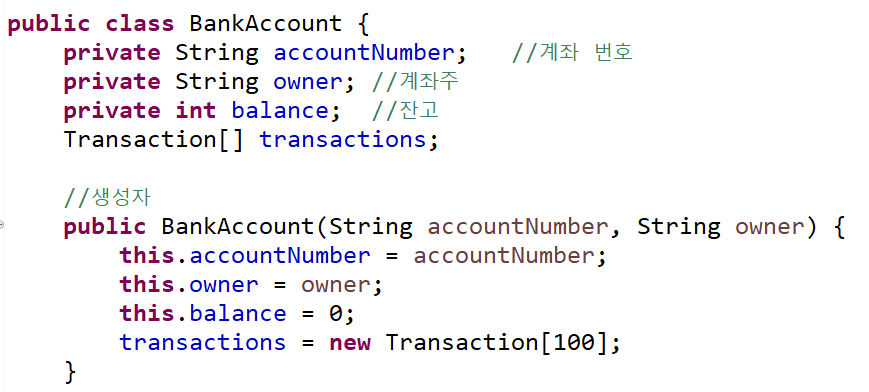 public class BankAccount {
    private String accountNumber;   //계좌 번호
    private String owner; //계좌주
    private int balance;  //잔고
    Transaction[] transactions;
    //생성자
    public BankAccount(String accountNumber, String owner) {
        this.accountNumber = accountNumber;
        this.owner = owner;
        this.balance = 0;
        transactions = new Transaction[100];
    }